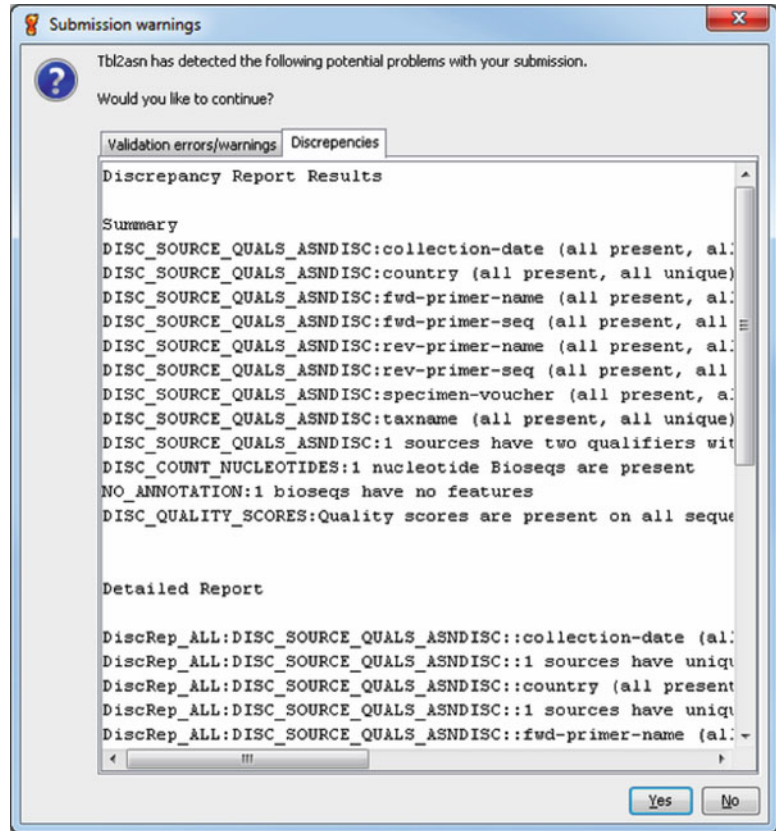 Submission warnings
Tbl2asn has detected the following potential problems with your submission.
Would you like to continue?
Validation errors/warnings Discrepencies
Discrepancy Report Results
Summary
DISC_SOURCE_QUALS_ASNDISC:collection-date (all present, al
DISC_SOURCE_QUALS_ASNDISC:country (all present, all unique)
DISC_SOURCE_QUALS_ASNDISC:fwd-primer-name (all present, al
DISC_SOURCE_QUALS_ASNDISC:fwd-primer-seq (all present, all
DISC_SOURCE_QUALS_ASNDISC:rev-primer-name (all present, al
DISC_SOURCE_QUALS_ASNDISC:rev-primer-seq (all present, all
DISC_SOURCE_QUALS_ASNDISC:specimen-voucher (all present, a
DISC_SOURCE_QUALS_ASNDISC:taxname (all present, all unique)
DISC_SOURCE_QUALS_ASNDISC:1 sources have two qualifiers wit
DISC_COUNT_NUCLEOTIDES:1 nucleotide Bioseqs are present
NO_ANNOTATION:1 bioseqs have no features
DISC_QUALITY_SCORES:Quality scores are present on all seque
Detailed Report
DiscRep_ALL:DISC_SOURCE_QUALS_ASNDISC::collection-date (al
DiscRep_ALL:DISC_SOURCE_QUALS_ASNDISC::1 sources have uniqu
DiscRep_ALL:DISC_SOURCE_QUALS_ASNDISC::country (all present
DiscRep_ALL:DISC_SOURCE_QUALS_ASNDISC::1 sources have uniqu
DiscRep_ALL:DISC_SOURCE_QUALS_ASNDISC::fwd-primer-name (al
Yes No